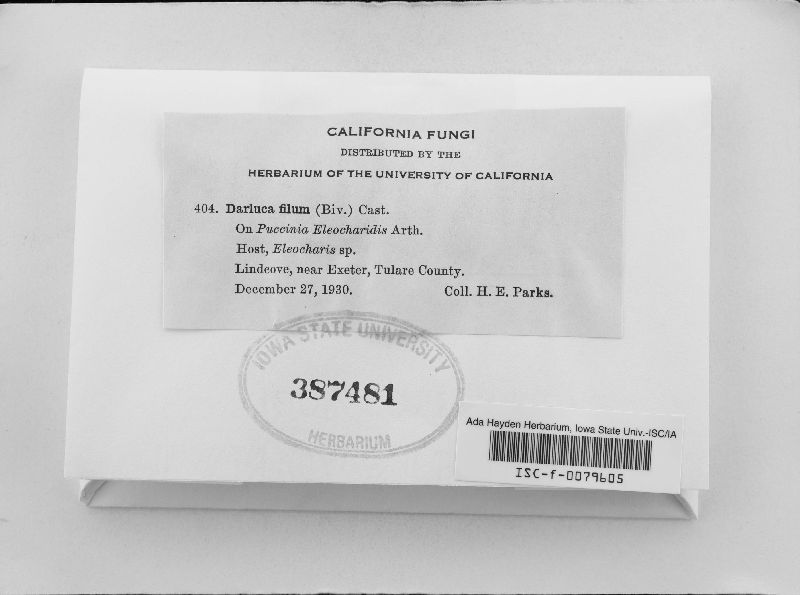 CALIFORNIA FUNGI
DISTRIBUTED BY THE
HERBARIUM OF THE UNIVERSITY OF CALIFORNIA
404. Darluca filum (Biv.) Cast.
On Puccinia Eleocharidis Arth.
Host, Eleocharis sp.
Lindcove, near Exeter, Tulare County.
December 27, 1930. Coll. H. E. Parks.
IOWA STATE UNIVERSITY
387481
HERBARIUM
Ada Hayden Herbarium, Iowa State Univ.-ISC/IA
ISC-f-0079605